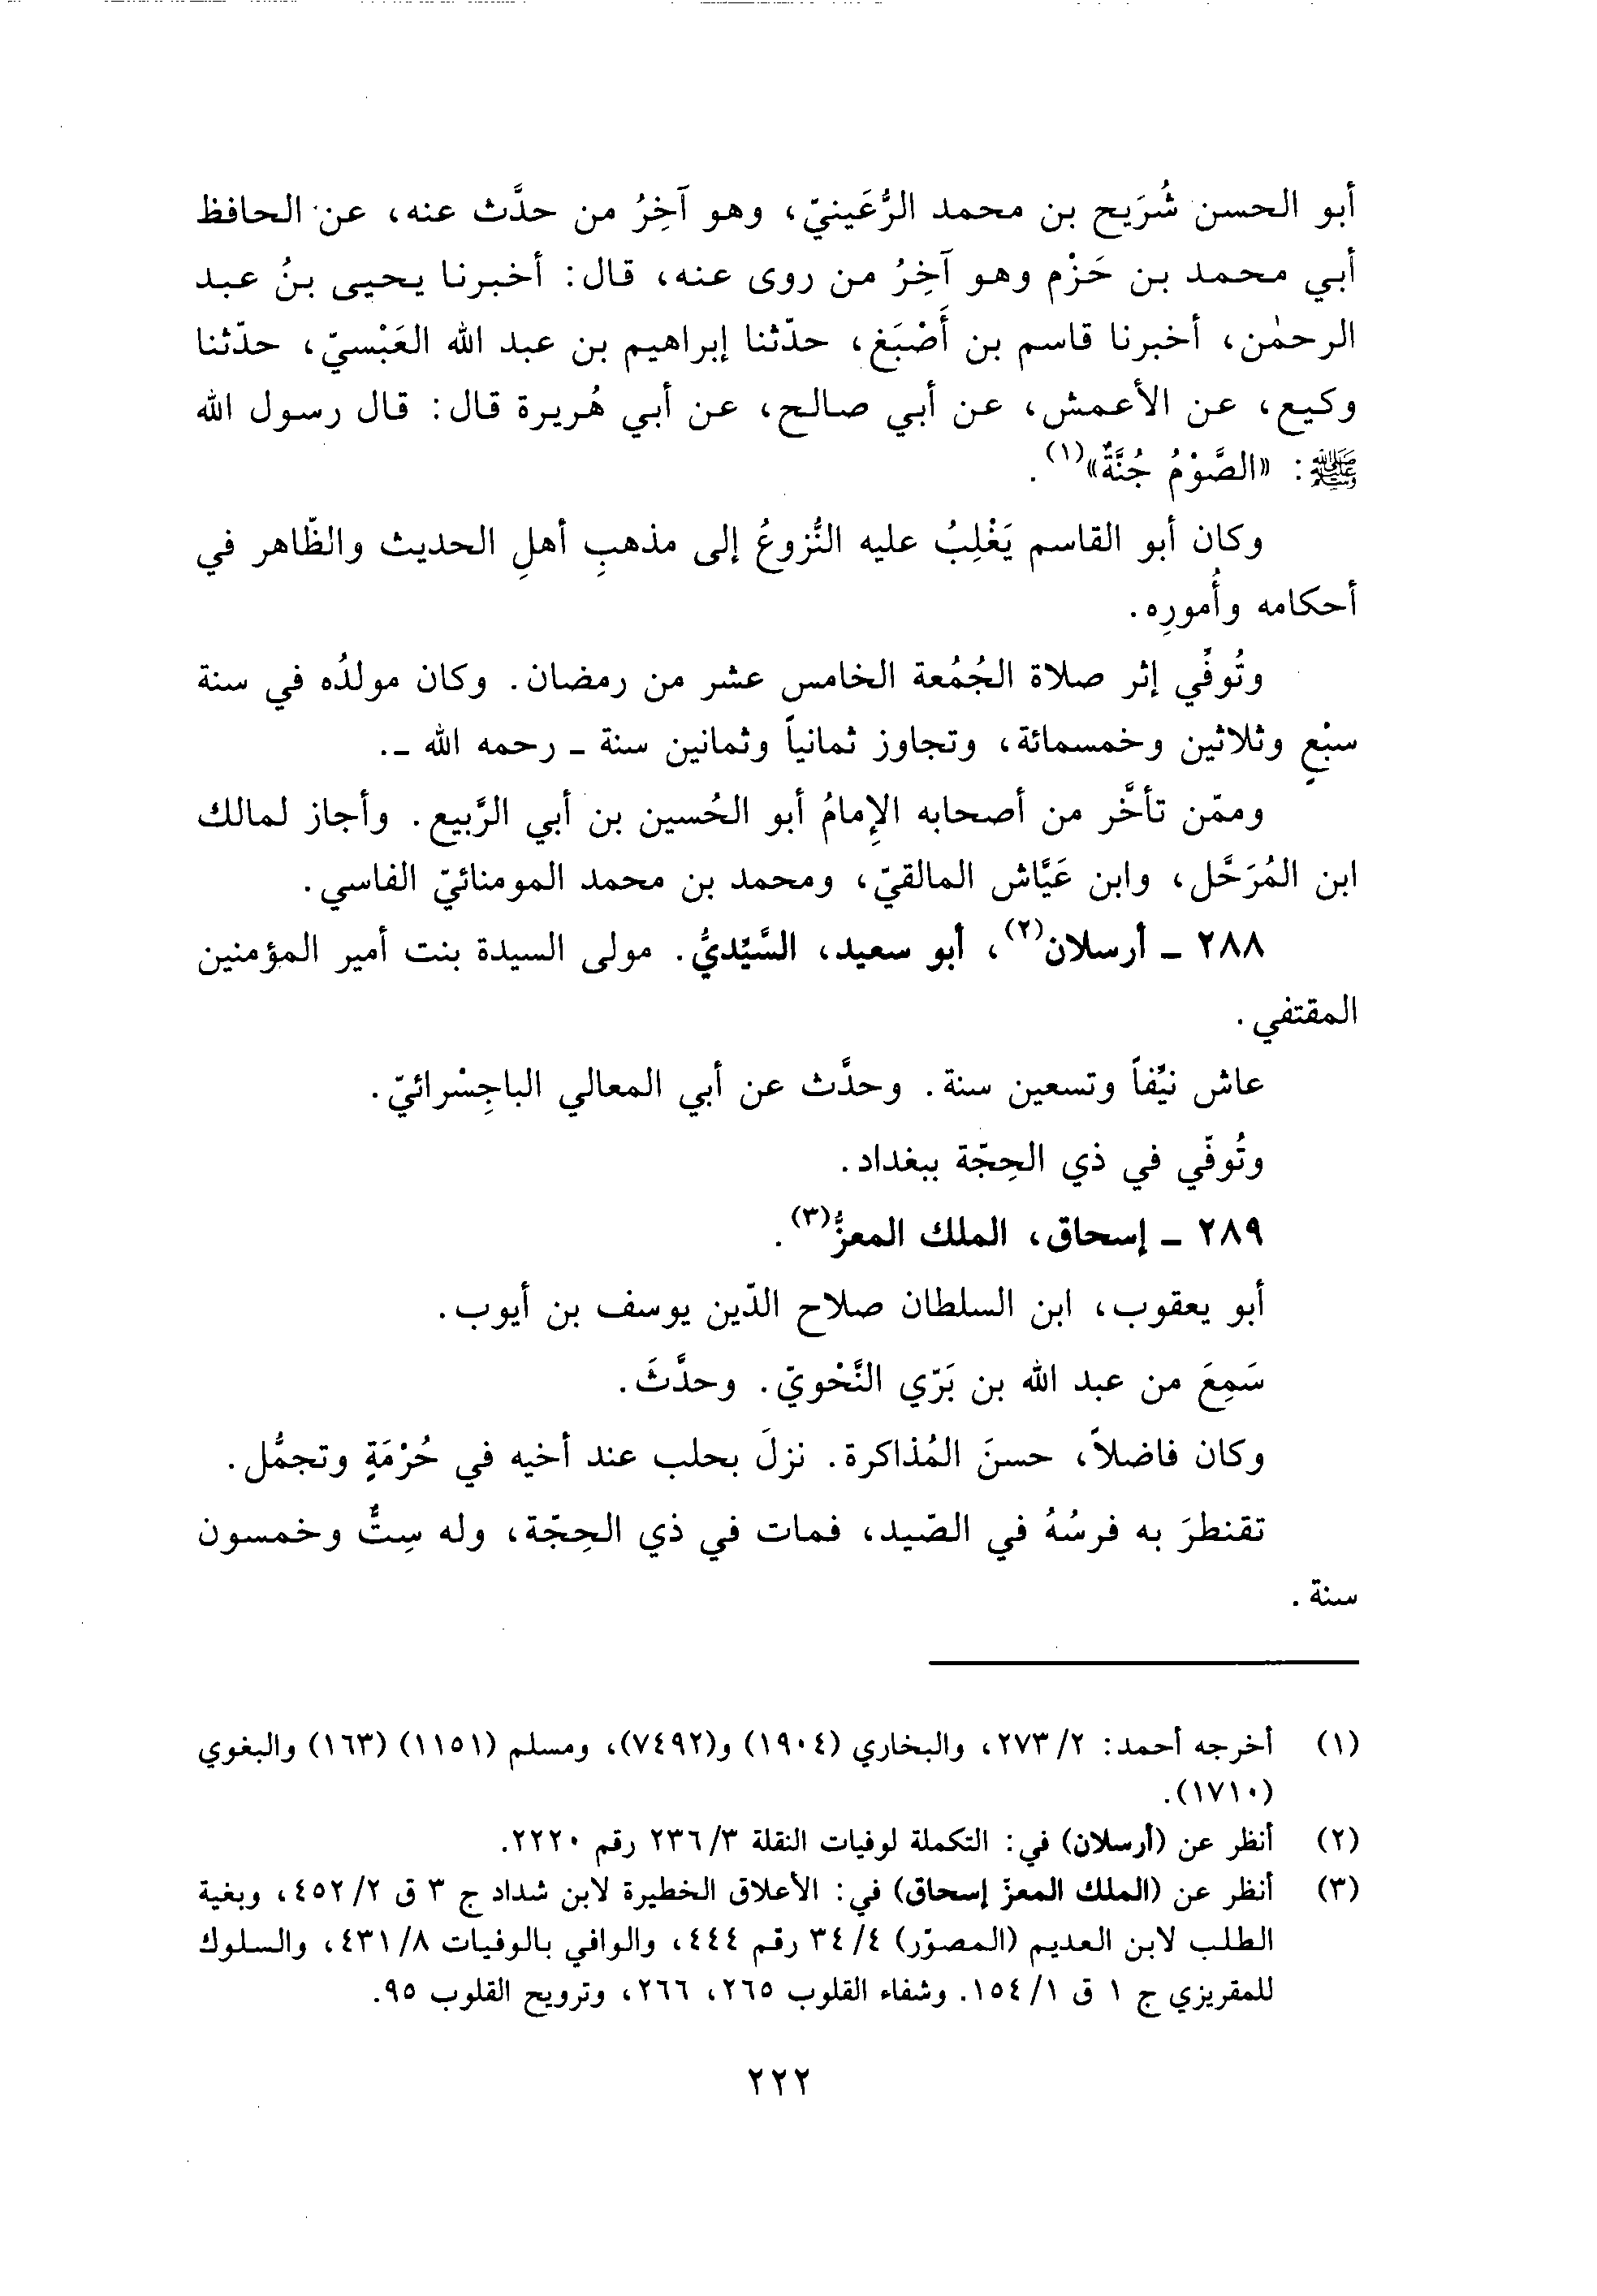 أبو الحسن شُرَيح بن محمد الرُّعَينيّ، وهو آخِرُ من حدَّث عنه، عن الحافظ
أبي محمد بن حَزْم وهو آخِرُ من روى عنه، قال: أخبرنا يحيى بنُ عبد
الرحمٰن، أخبرنا قاسم بن أَصْبَغ، حدّثنا إبراهيم بن عبد الله العَبْسيّ، حدّثنا
وكيع، عن الأعمش، عن أبي صالح، عن أبي هُريرة قال: قال رسول الله
ﷺ: «الصَّوْمُ جُنَّةٌ»(١).
وكان أبو القاسم يَغْلِبُ عليه النُّزوعُ إلى مذهبِ أهلِ الحديث والظّاهر في
أحكامه وأُمورِه.
وتُوفِّي إثر صلاة الجُمُعة الخامس عشر من رمضان. وكان مولدُه في سنة
سبْعٍ وثلاثين وخمسمائة، وتجاوز ثمانياً وثمانين سنة ـ رحمه الله ـ.
وممّن تأخَّر من أصحابه الإمامُ أبو الحُسين بن أبي الرَّبيع. وأجاز لمالك
ابن المُرَحَّل، وابن عَيَّاش المالقيّ، ومحمد بن محمد المومنائيّ الفاسي.
٢٨٨ ـ أرسلان(٢)، أبو سعيد، السَّيِّديُّ. مولى السيدة بنت أمير المؤمنين
المقتفي.
عاش نيِّفاً وتسعين سنة. وحدَّث عن أبي المعالي الباجِسْرائيّ.
وتُوفّي في ذي الحِجّة ببغداد.
٢٨٩ ـ إسحاق، الملك المعزُّ(٣).
أبو يعقوب، ابن السلطان صلاح الدّين يوسف بن أيوب.
سَمِعَ من عبد الله بن بَرّي النَّحْويّ. وحدَّثَ.
وكان فاضلاً، حسنَ المُذاكرة. نزلَ بحلب عند أخيه في حُرْمَةٍ وتجمُّل.
تقنطرَ به فرسُهُ في الصّيد، فمات في ذي الحِجّة، وله سِتٌّ وخمسون
سنة.
(١) أخرجه أحمد: ٢/ ٢٧٣، والبخاري (١٩٠٤) و(٧٤٩٢)، ومسلم (١١٥١) (١٦٣) والبغوي
(١٧١٠).
(٢) أنظر عن (أرسلان) في: التكملة لوفيات النقلة ٣/ ٢٣٦ رقم ٢٢٢٠.
(٣) أنظر عن (الملك المعزّ إسحاق) في: الأعلاق الخطيرة لابن شداد ج ٣ ق ٢/ ٤٥٢، وبغية
الطلب لابن العديم (المصوّر) ٤/ ٣٤ رقم ٤٤٤، والوافي بالوفيات ٨/ ٤٣١، والسلوك
للمقريزي ج ١ ق ١/ ١٥٤. وشفاء القلوب ٢٦٥، ٢٦٦، وترويح القلوب ٩٥.
٢٢٢